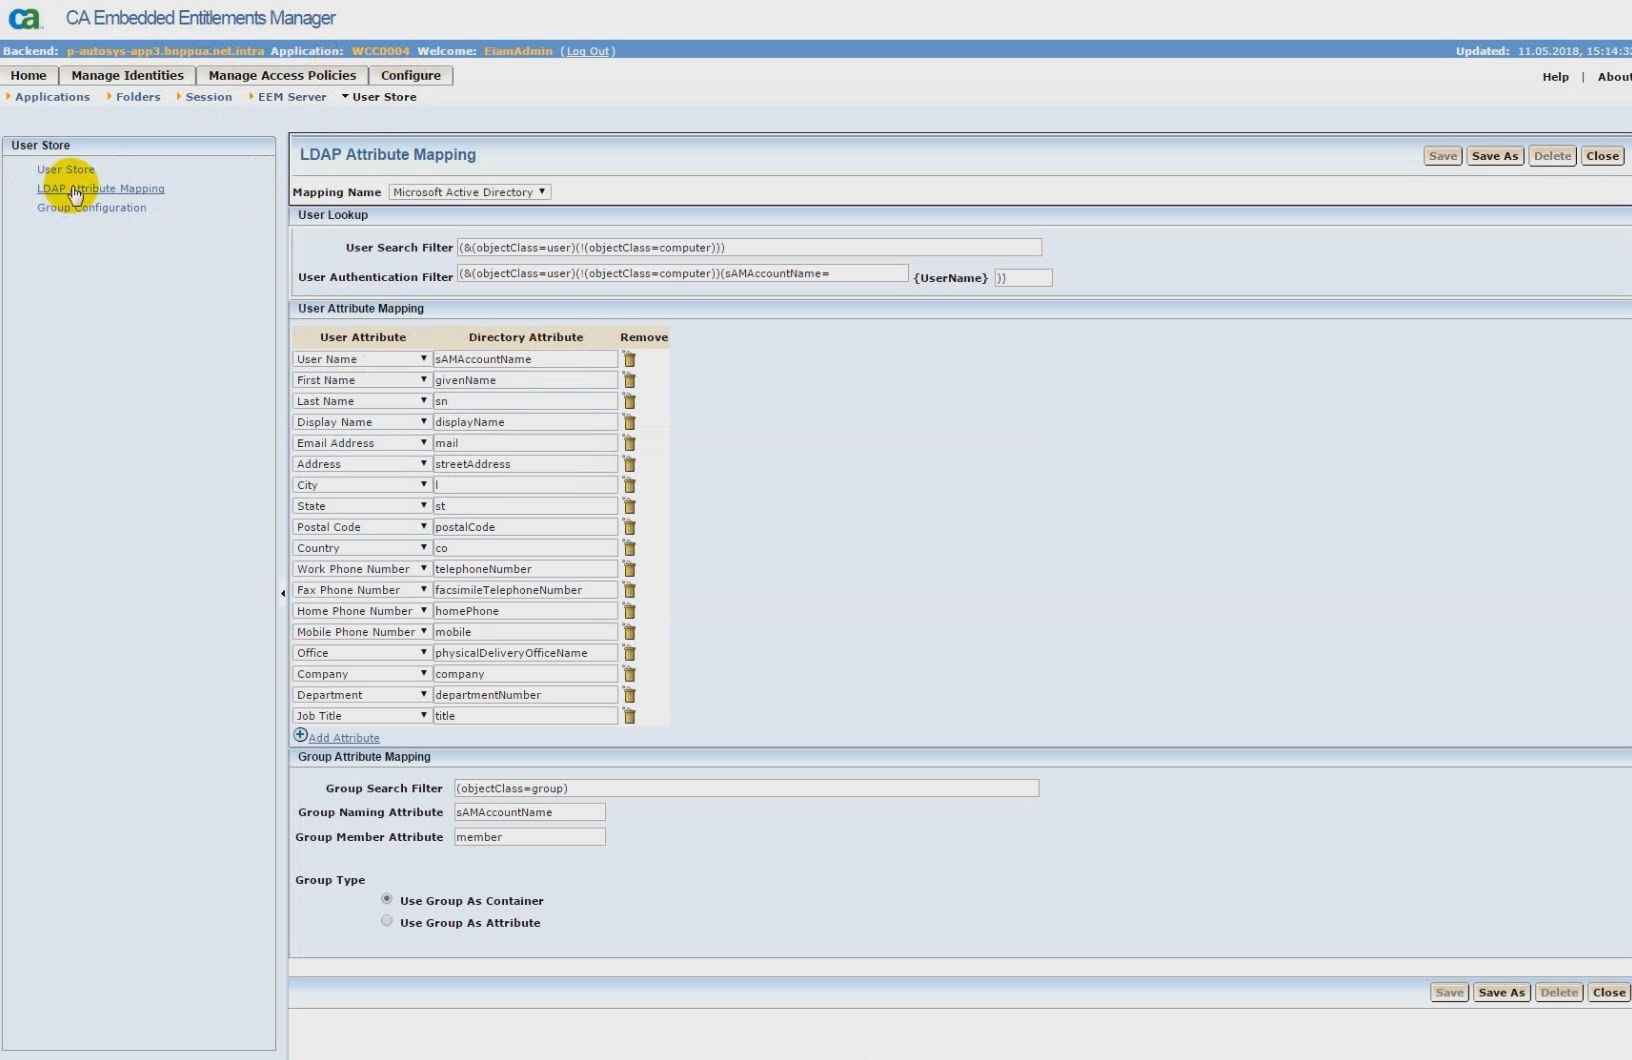 ca CA Embedded Entitlements Manager
Backend: p-autosys-app3.bnppua.net.intra Application: WCC0004 Welcome: EiamAdmin (Log Out) Updated: 11.05.2018, 15:14:3
Home Manage Identities Manage Access Policies Configure Help | About
Applications Folders Session EEM Server User Store
User Store
User Store
LDAP Attribute Mapping
Group Configuration
LDAP Attribute Mapping Save Save As Delete Close
Mapping Name Microsoft Active Directory
User Lookup
User Search Filter (&(objectClass=user)(!(objectClass=computer)))
User Authentication Filter (&(objectClass=user)(!(objectClass=computer))(sAMAccountName= {UserName} ))
User Attribute Mapping
User Attribute Directory Attribute Remove
User Name sAMAccountName
First Name givenName
Last Name sn
Display Name displayName
Email Address mail
Address streetAddress
City l
State st
Postal Code postalCode
Country co
Work Phone Number telephoneNumber
Fax Phone Number facsimileTelephoneNumber
Home Phone Number homePhone
Mobile Phone Number mobile
Office physicalDeliveryOfficeName
Company company
Department departmentNumber
Job Title title
Add Attribute
Group Attribute Mapping
Group Search Filter (objectClass=group)
Group Naming Attribute sAMAccountName
Group Member Attribute member
Group Type
Use Group As Container
Use Group As Attribute
Save Save As Delete Close